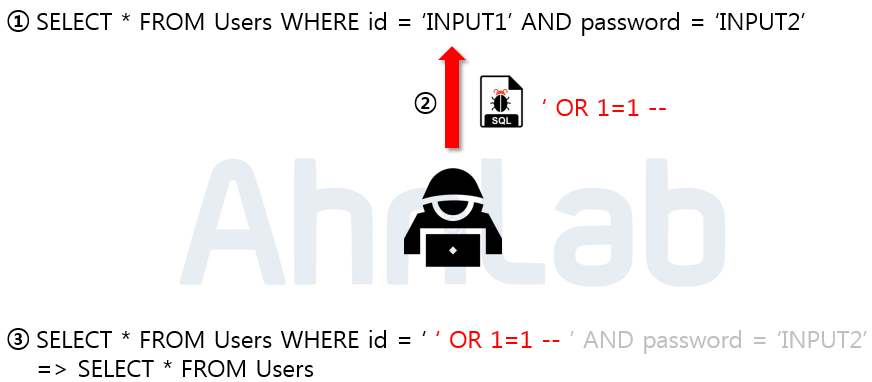 ① SELECT * FROM Users WHERE id = ‘INPUT1’ AND password = ‘INPUT2’
② SQL ‘ OR 1=1 --
AhnLab
③ SELECT * FROM Users WHERE id = ‘ ‘ OR 1=1 -- ’ AND password = ‘INPUT2’
=> SELECT * FROM Users